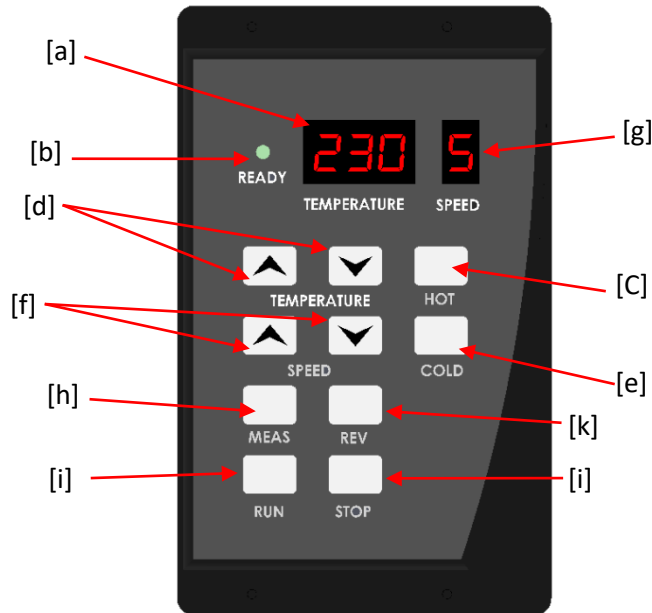 [a]
230 5
[g]
[b]
READY
TEMPERATURE SPEED
[d]
[C]
TEMPERATURE HOT
[f]
SPEED COLD
[e]
[h]
MEAS REV
[k]
[i]
[i]
RUN STOP